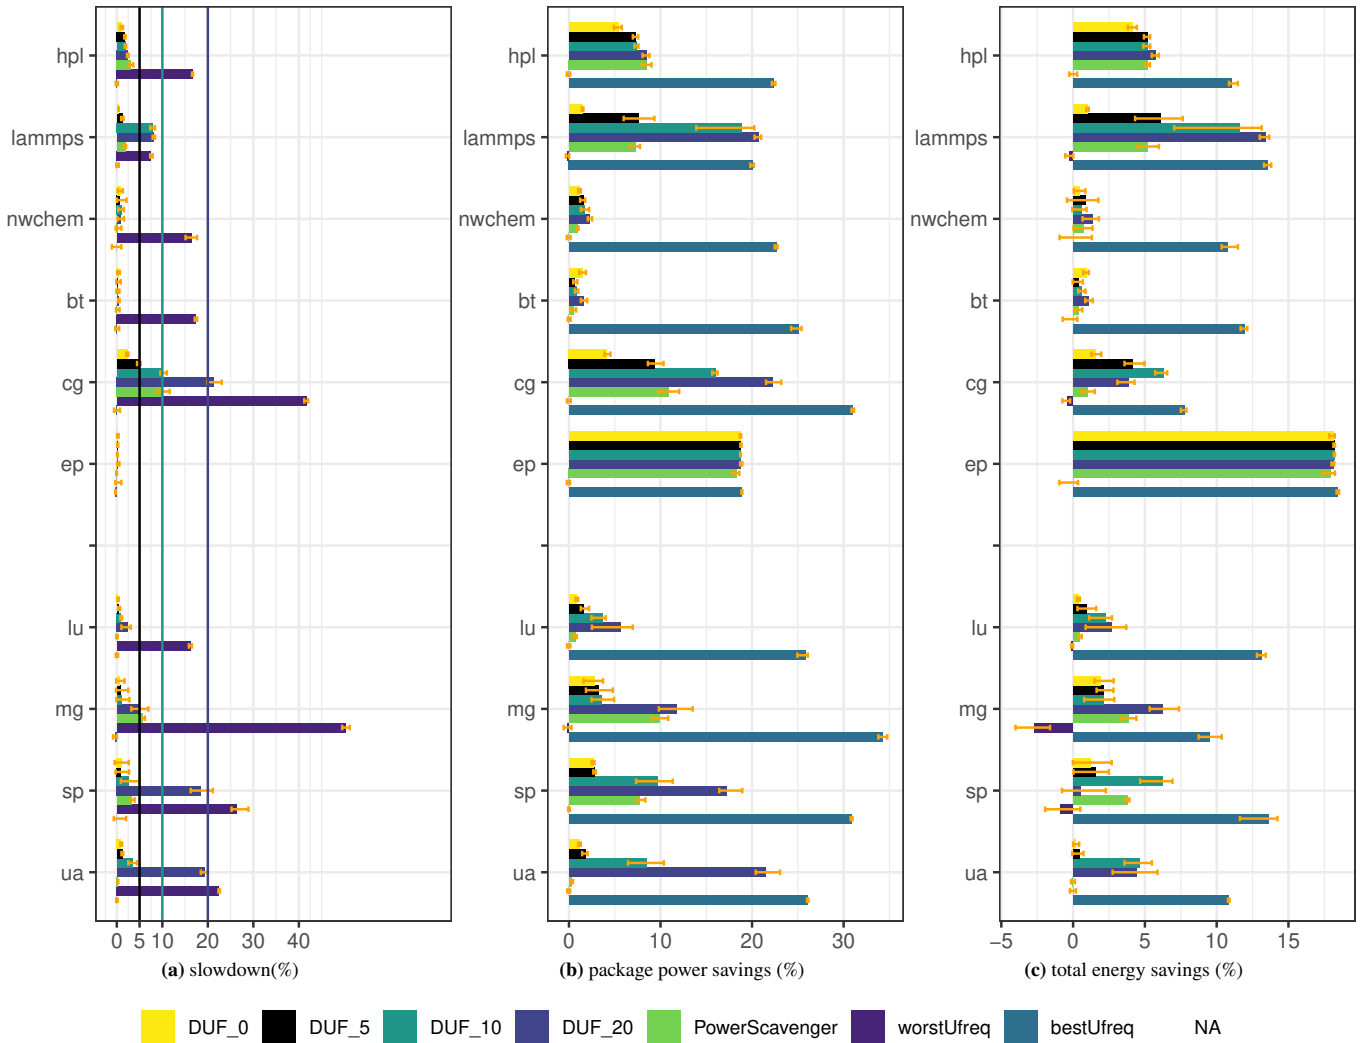 hpl
lammps
nwchem
bt
cg
ep
lu
mg
sp
ua
0 5 10 20 30 40
(a) slowdown(%)
hpl
lammps
nwchem
bt
cg
ep
lu
mg
sp
ua
0 10 20 30
(b) package power savings (%)
hpl
lammps
nwchem
bt
cg
ep
lu
mg
sp
ua
−5 0 5 10 15
(c) total energy savings (%)
DUF_0 DUF_5 DUF_10 DUF_20 PowerScavenger worstUfreq bestUfreq NA